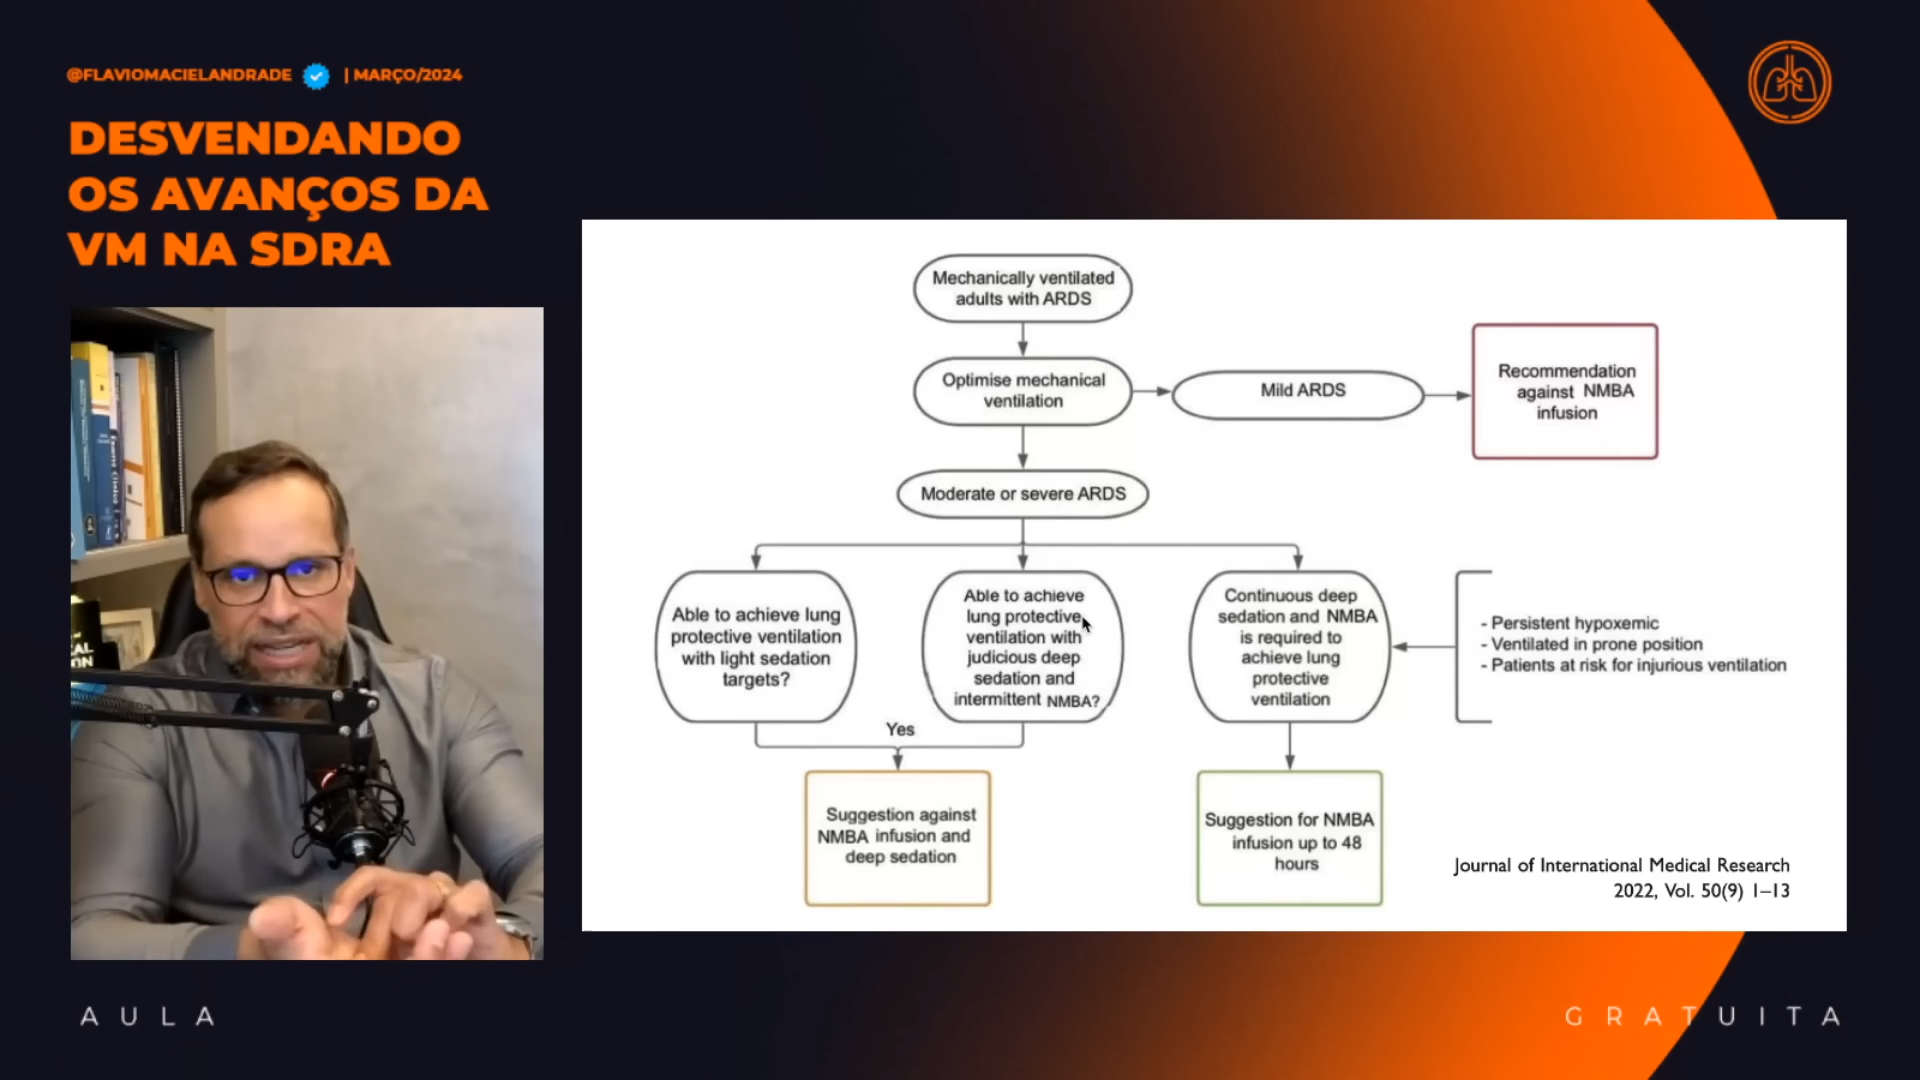 @FLAVIOMACIELANDRADE | MARÇO/2024
DESVENDANDO
OS AVANÇOS DA
VM NA SDRA
Mechanically ventilated
adults with ARDS
Optimise mechanical
ventilation
Mild ARDS
Recommendation
against NMBA
infusion
Moderate or severe ARDS
Able to achieve lung
protective ventilation
with light sedation
targets?
Able to achieve
lung protective
ventilation with
judicious deep
sedation and
intermittent NMBA?
Continuous deep
sedation and NMBA
is required to
achieve lung
protective
ventilation
- Persistent hypoxemic
- Ventilated in prone position
- Patients at risk for injurious ventilation
Yes
Suggestion against
NMBA infusion and
deep sedation
Suggestion for NMBA
infusion up to 48
hours
Journal of International Medical Research
2022, Vol. 50(9) 1–13
AULA
GRATUITA